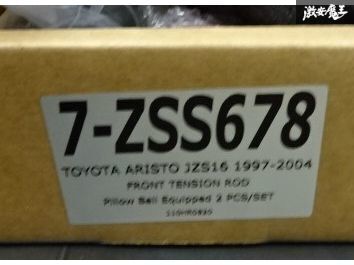 激安魔王
7-ZSS678
TOYOTA ARISTO JZS16 1997-2004
FRONT TENSION ROD
Pillow Ball Equipped 2 PCS/SET